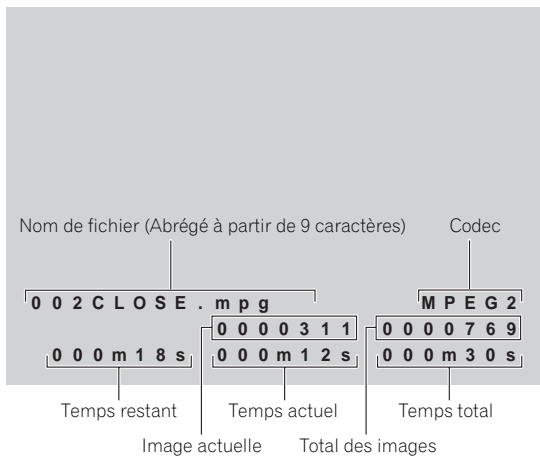 Nom de fichier (Abrégé à partir de 9 caractères) Codec
002CLOSE.mpg MPEG2
0000311 0000769
000m18s 000m12s 000m30s
Temps restant Temps actuel Temps total
Image actuelle Total des images